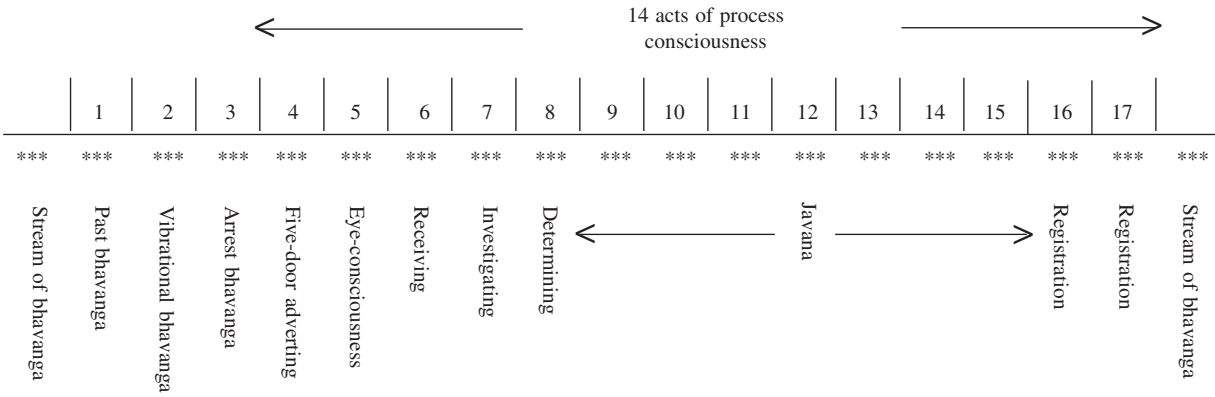 14 acts of process
consciousness
1 2 3 4 5 6 7 8 9 10 11 12 13 14 15 16 17
*** *** *** *** *** *** *** *** *** *** *** *** *** *** *** *** *** *** ***
Stream of bhavanga
Past bhavanga
Vibrational bhavanga
Arrest bhavanga
Five-door adverting
Eye-consciousness
Receiving
Investigating
Determining
Javana
Registration
Registration
Stream of bhavanga